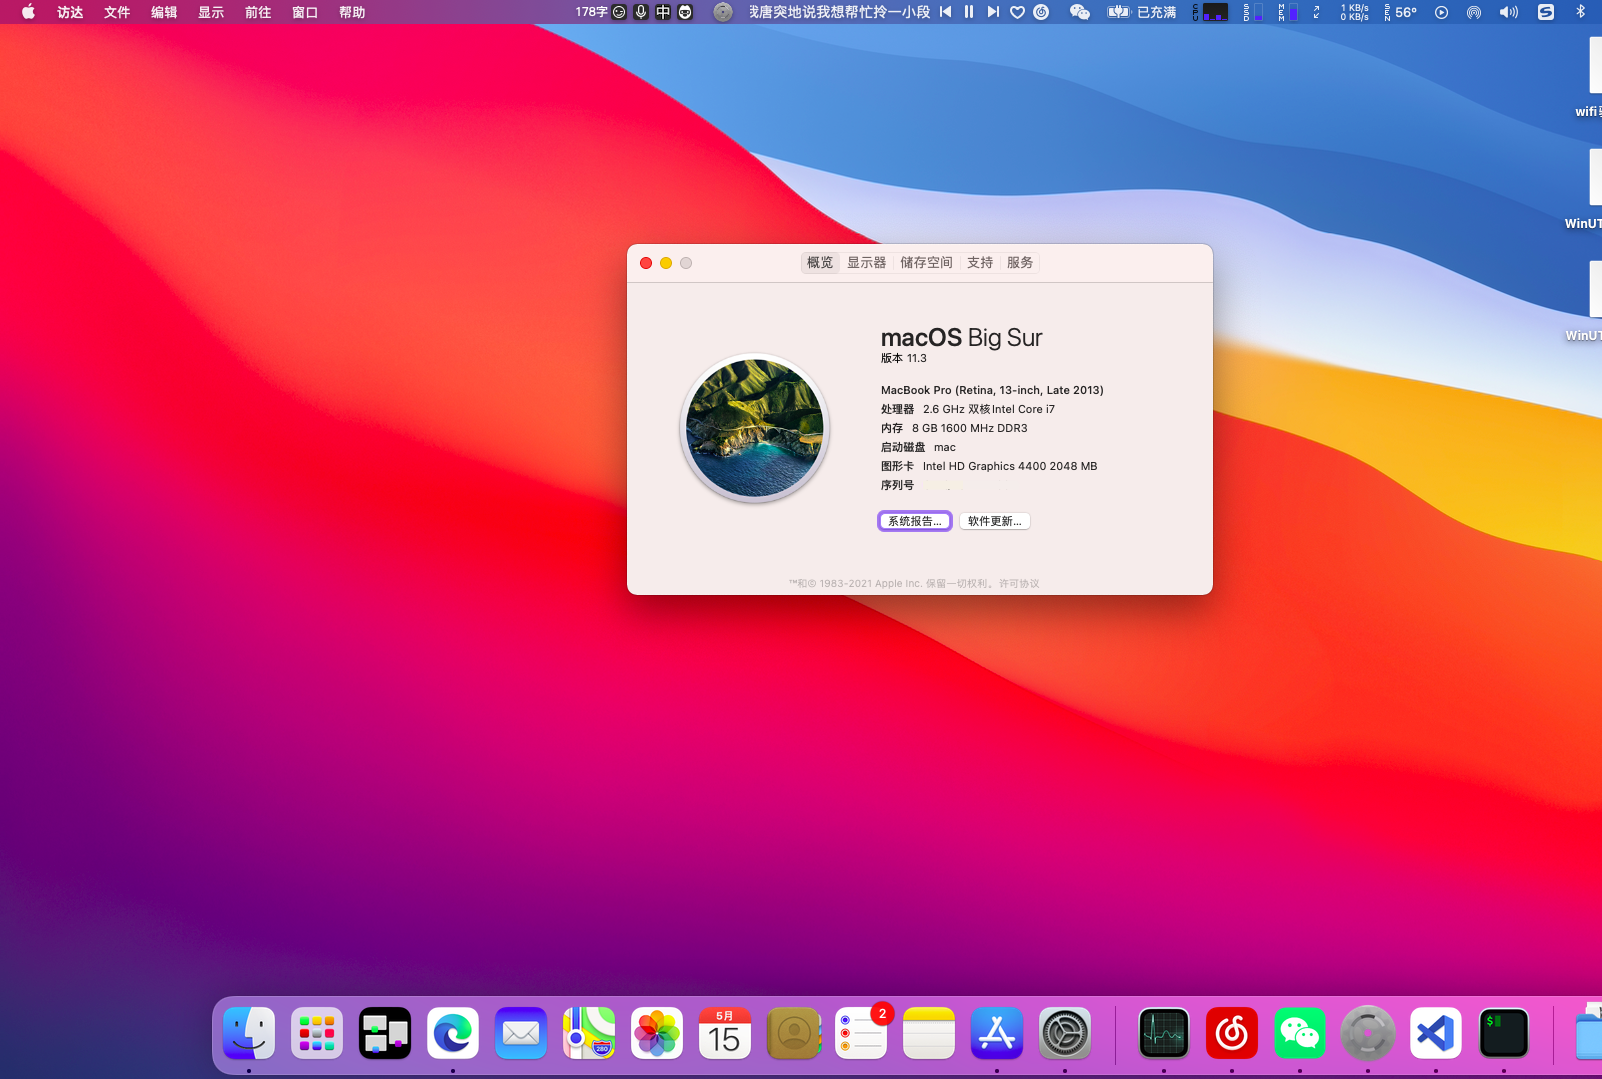 访达 文件 编辑 显示 前往 窗口 帮助 178字 中 我唐突地说我想帮忙拎一小段 已充满 CPU SSD MEM 1 KB/s SEN 56°
0 KB/s
wifi
WinUT
WinUT
概览 显示器 储存空间 支持 服务
macOS Big Sur
版本 11.3
MacBook Pro (Retina, 13-inch, Late 2013)
处理器 2.6 GHz 双核Intel Core i7
内存 8 GB 1600 MHz DDR3
启动磁盘 mac
图形卡 Intel HD Graphics 4400 2048 MB
序列号
系统报告... 软件更新...
™和© 1983-2021 Apple Inc. 保留一切权利。许可协议
280
5月
15
2
$